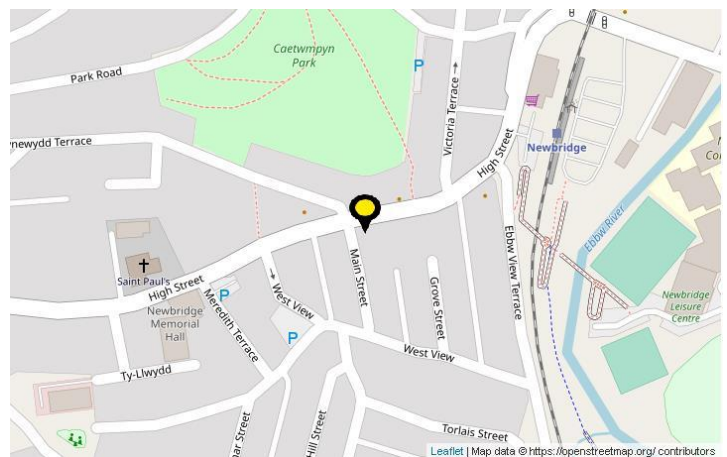 Caetwmpyn
Park
Park Road
P
Victoria Terrace →
Newbridge
ynewydd Terrace
High Street
Ebbw River
Saint Paul's
High Street
P
Newbridge
Memorial
Hall
Meredith Terrace
→ West View
P
Main Street
Grove Street
Ebbw View Terrace
Newbridge
Leisure
Centre
West View
Ty-Llwydd
Hill Street
Torlais Street
Leaflet | Map data © https://openstreetmap.org/ contributors